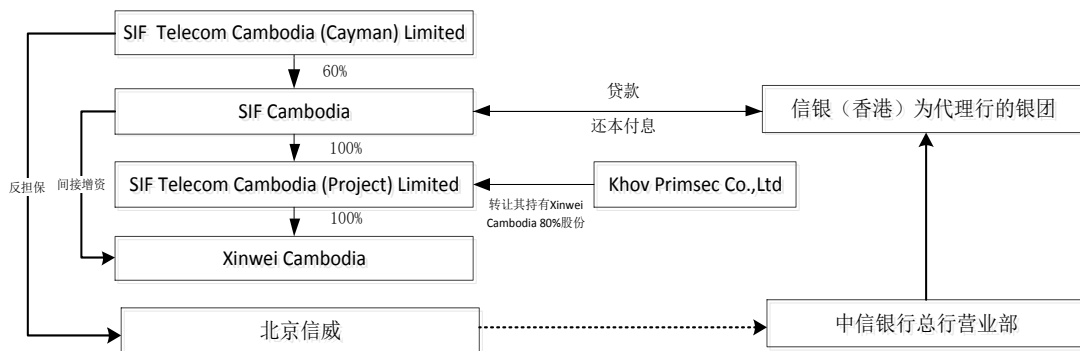 SIF Telecom Cambodia (Cayman) Limited
60%
SIF Cambodia
贷款
还本付息
信银（香港）为代理行的银团
100%
反担保
间接增资
SIF Telecom Cambodia (Project) Limited
Khov Primsec Co.,Ltd
转让其持有Xinwei
Cambodia 80%股份
100%
Xinwei Cambodia
北京信威
中信银行总行营业部